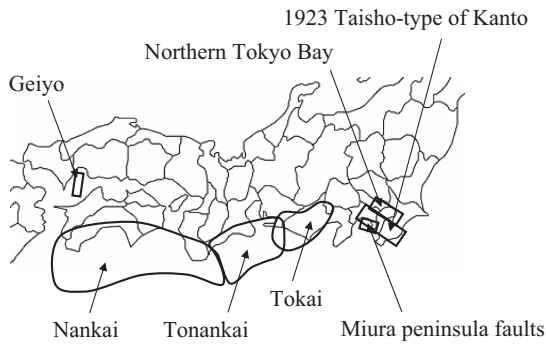 1923 Taisho-type of Kanto
Northern Tokyo Bay
Geiyo
Tokai
Nankai
Tonankai
Miura peninsula faults